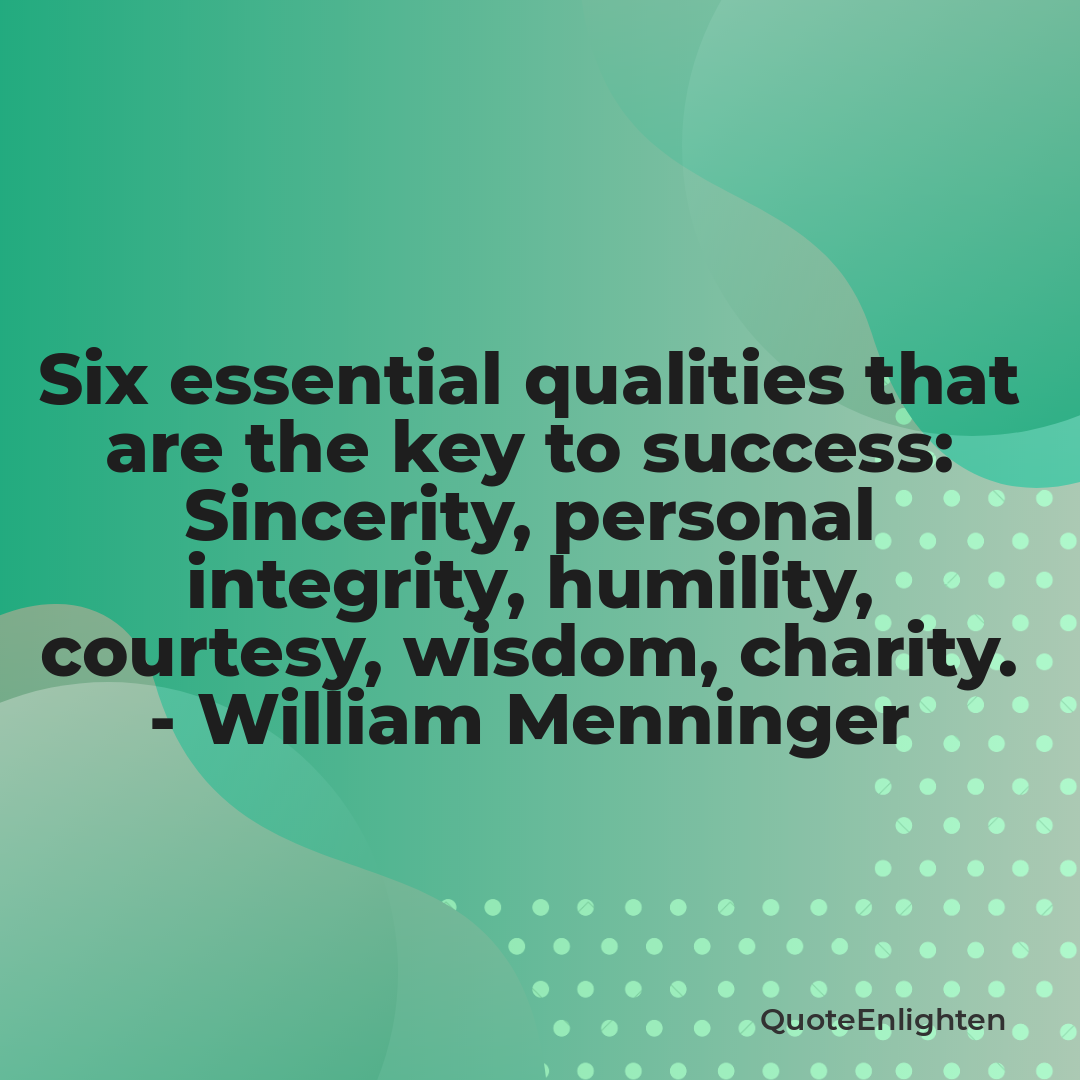 Six essential qualities that
are the key to success:
Sincerity, personal
integrity, humility,
courtesy, wisdom, charity.
- William Menninger
QuoteEnlighten